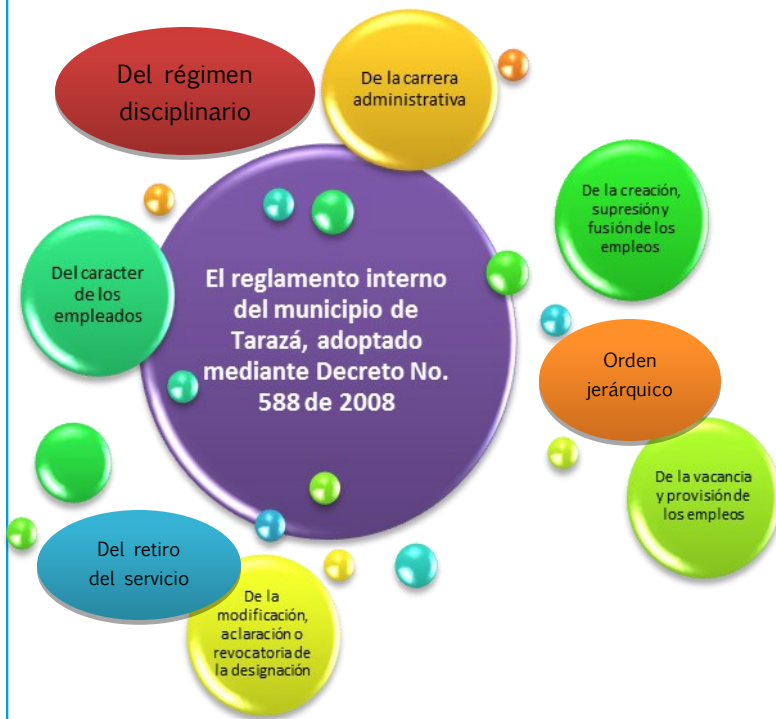 Del régimen
disciplinario
De la carrera
administrativa
De la creación,
supresión y
fusión de los
empleos
Del caracter
de los
empleados
El reglamento interno
del municipio de
Tarazá, adoptado
mediante Decreto No.
588 de 2008
Orden
jerárquico
De la vacancia
y provisión de
los empleos
Del retiro
del servicio
De la
modificación,
aclaración o
revocatoria de
la designación